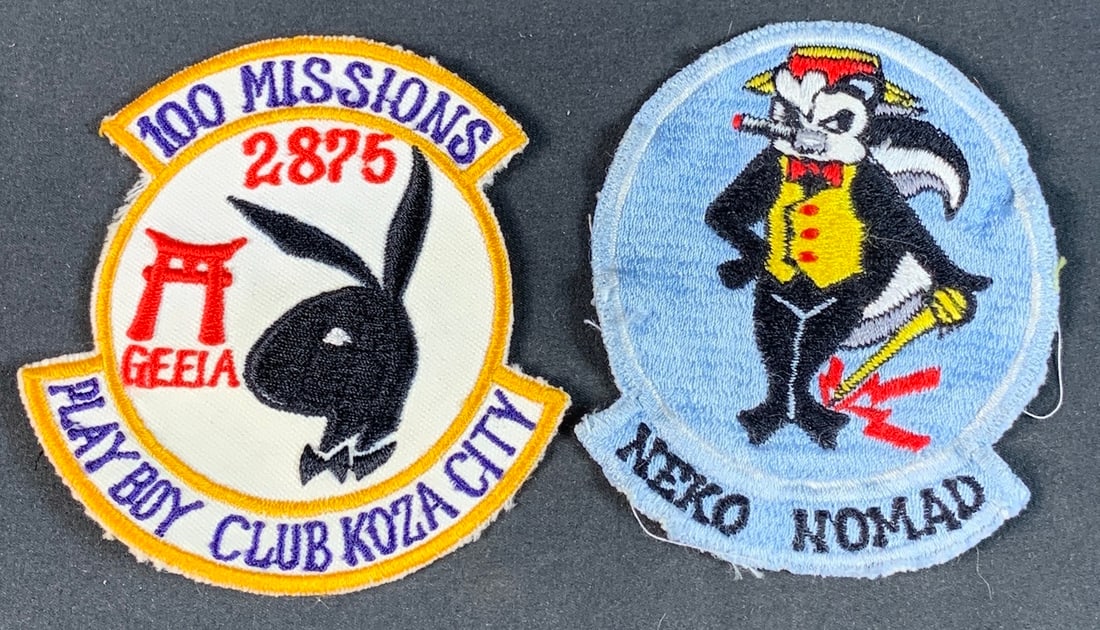 100 MISSIONS
2875
GEEIA
PLAY BOY CLUB KOZA CITY
NEKO NOMAD